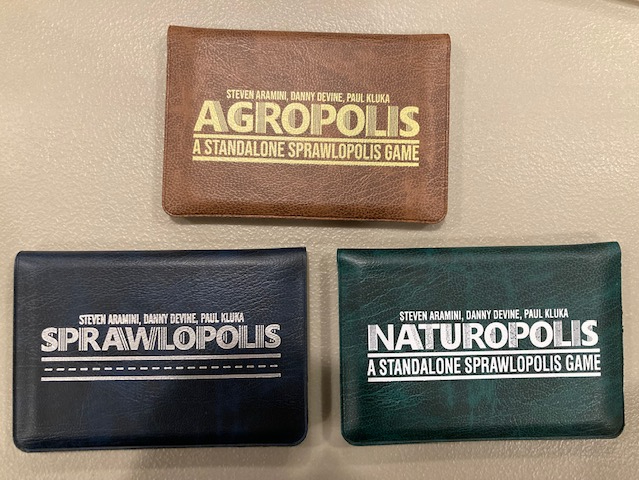 STEVEN ARAMINI, DANNY DEVINE, PAUL KLUKA
AGROPOLIS
A STANDALONE SPRAWLOPOLIS GAME
STEVEN ARAMINI, DANNY DEVINE, PAUL KLUKA
SPRAWLOPOLIS
STEVEN ARAMINI, DANNY DEVINE, PAUL KLUKA
NATUROPOLIS
A STANDALONE SPRAWLOPOLIS GAME